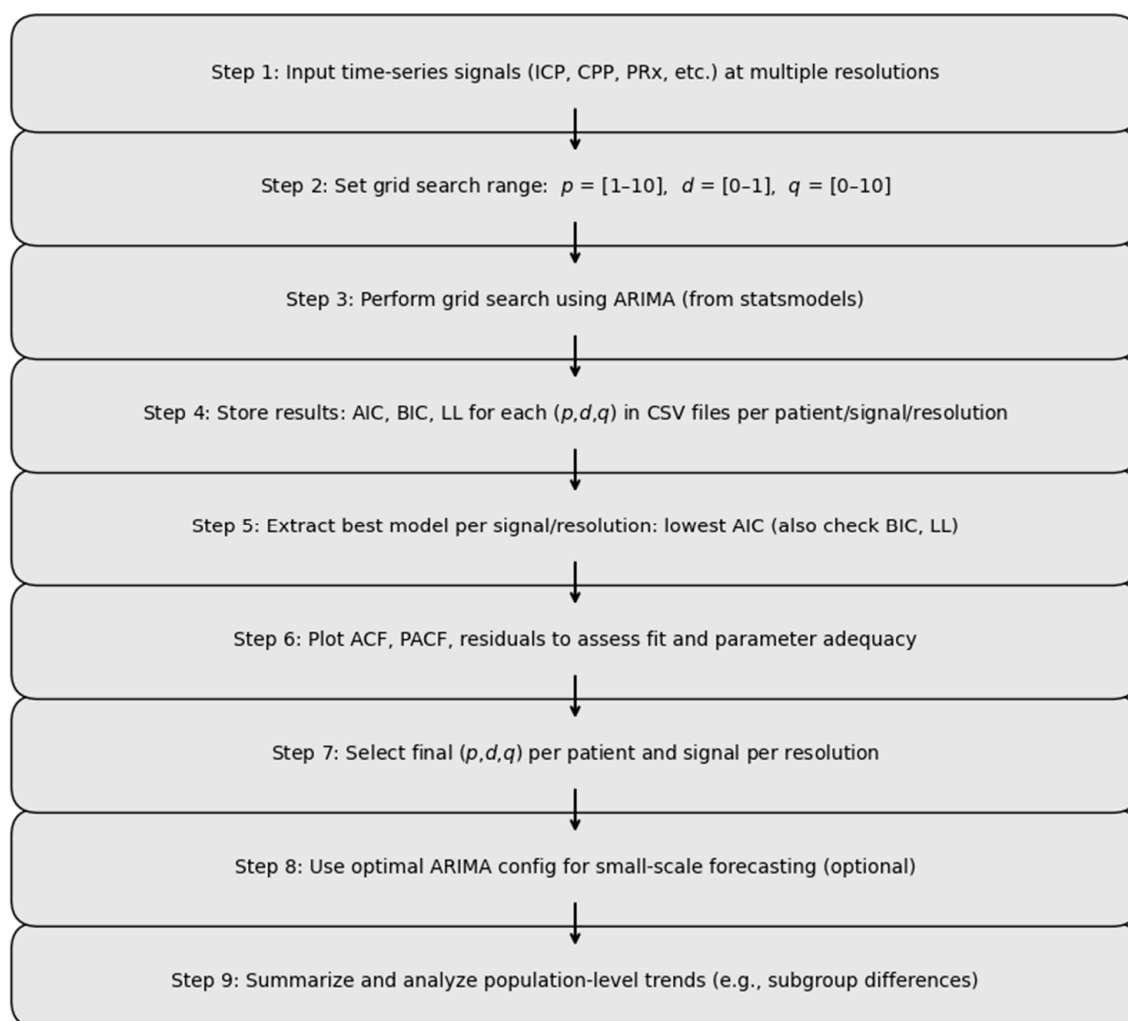 Step 1: Input time-series signals (ICP, CPP, PRx, etc.) at multiple resolutions
Step 2: Set grid search range: p = [1–10], d = [0–1], q = [0–10]
Step 3: Perform grid search using ARIMA (from statsmodels)
Step 4: Store results: AIC, BIC, LL for each (p,d,q) in CSV files per patient/signal/resolution
Step 5: Extract best model per signal/resolution: lowest AIC (also check BIC, LL)
Step 6: Plot ACF, PACF, residuals to assess fit and parameter adequacy
Step 7: Select final (p,d,q) per patient and signal per resolution
Step 8: Use optimal ARIMA config for small-scale forecasting (optional)
Step 9: Summarize and analyze population-level trends (e.g., subgroup differences)